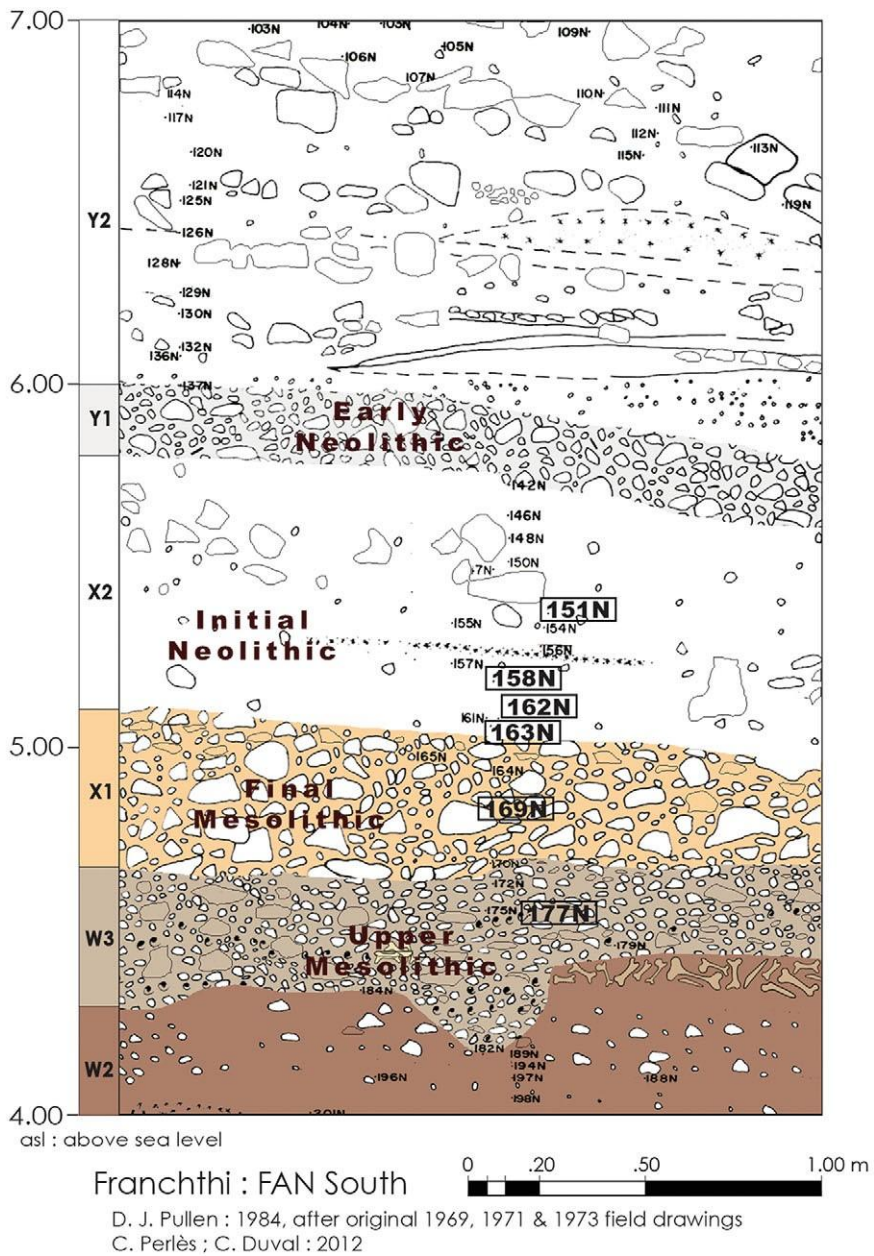 7.00
103N 104N 103N 109N
105N
106N
107N
110N
114N
111N
117N
112N
113N
120N
115N
121N
125N
119N
Y2
126N
128N
129N
130N
132N
136N
6.00
137N
Y1
Early
Neolithic
142N
146N
148N
150N
47N
X2
151N
155N
154N
Initial
Neolithic
156N
157N
158N
162N
161N
163N
5.00
165N
164N
X1
Final
Mesolithic
169N
170N
172N
175N
177N
W3
Upper
Mesolithic
179N
184N
182N
189N
W2
194N
196N
197N
188N
198N
4.00
201N
asl : above sea level
Franchthi : FAN South
0 .20 .50 1.00 m
D. J. Pullen : 1984, after original 1969, 1971 & 1973 field drawings
C. Perlès ; C. Duval : 2012